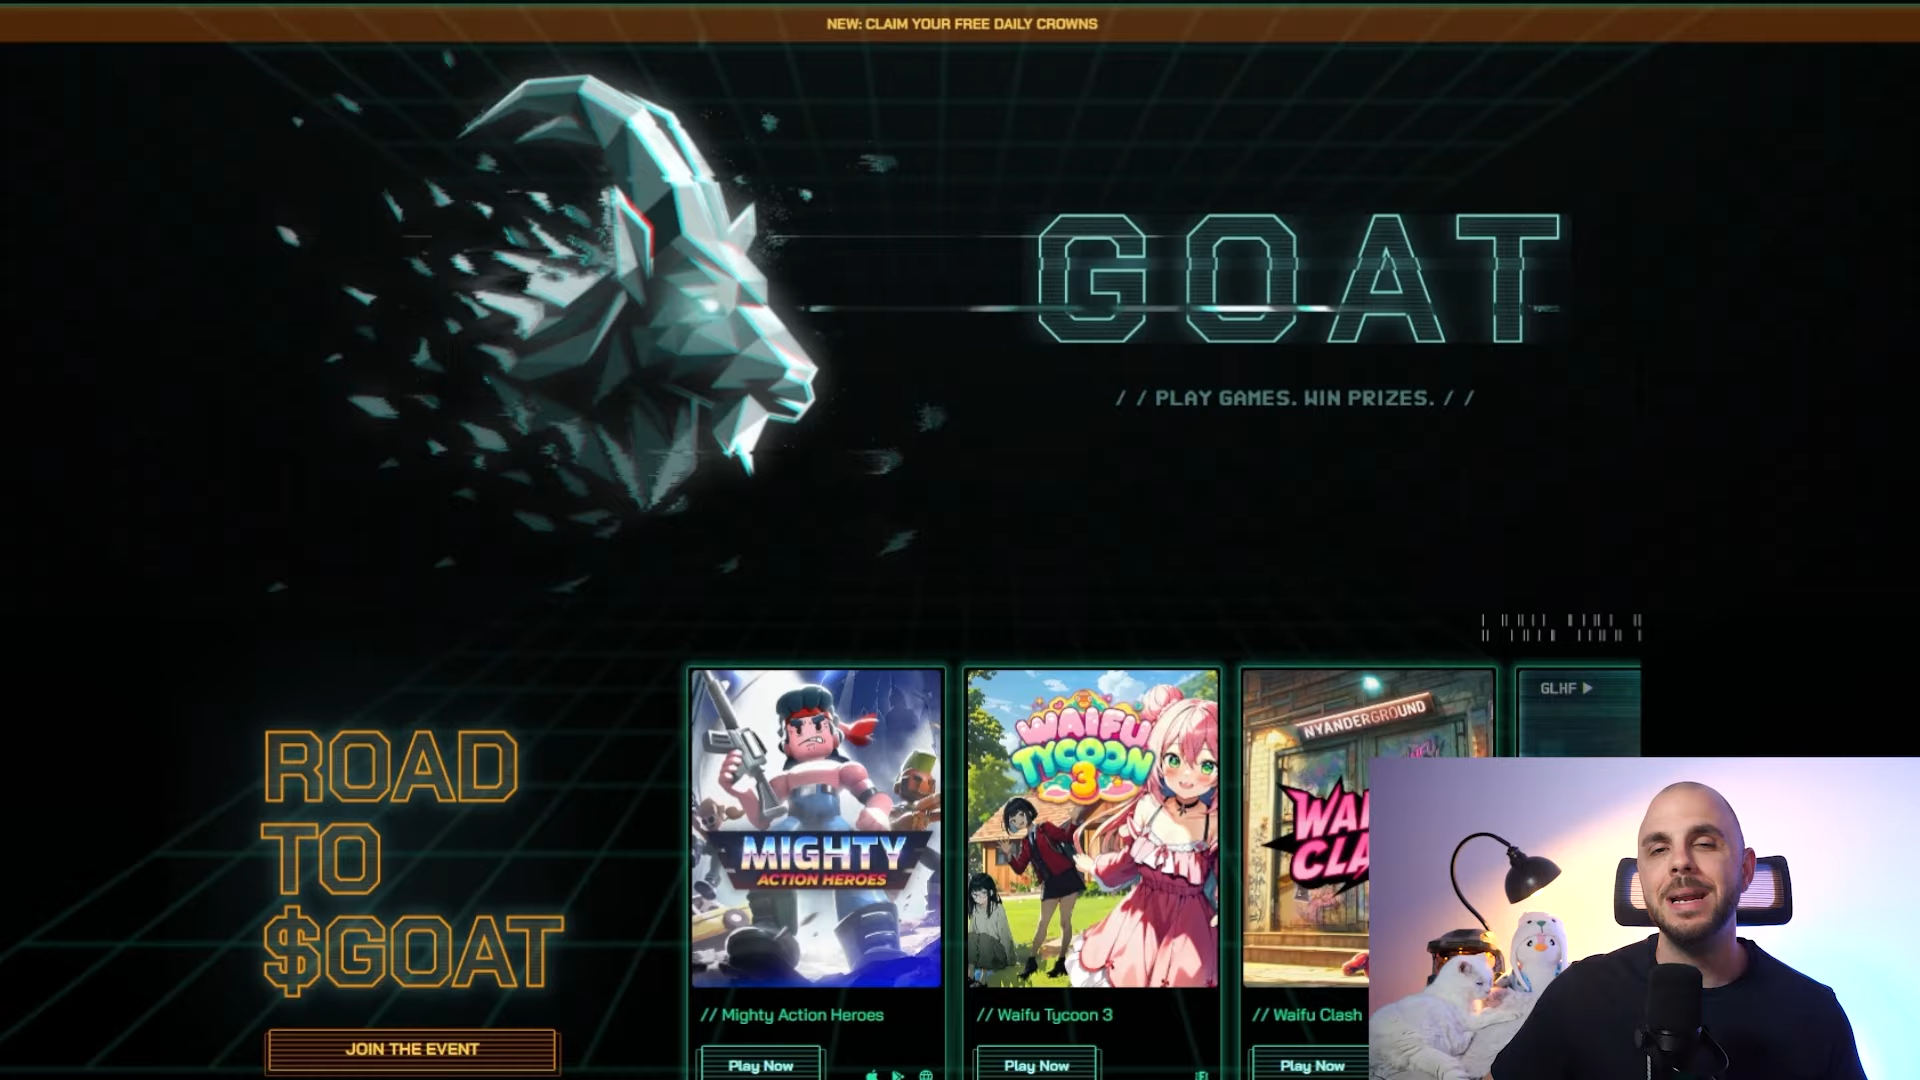 NEW: CLAIM YOUR FREE DAILY CROWNS
GOAT
/ / PLAY GAMES. WIN PRIZES. / /
ROAD
TO
$GOAT
JOIN THE EVENT
MIGHTY
ACTION HEROES
// Mighty Action Heroes
Play Now
WAIFU
TYCOON
3
// Waifu Tycoon 3
Play Now
NYANDERGROUND
// Waifu Clash
Play Now
GLHF